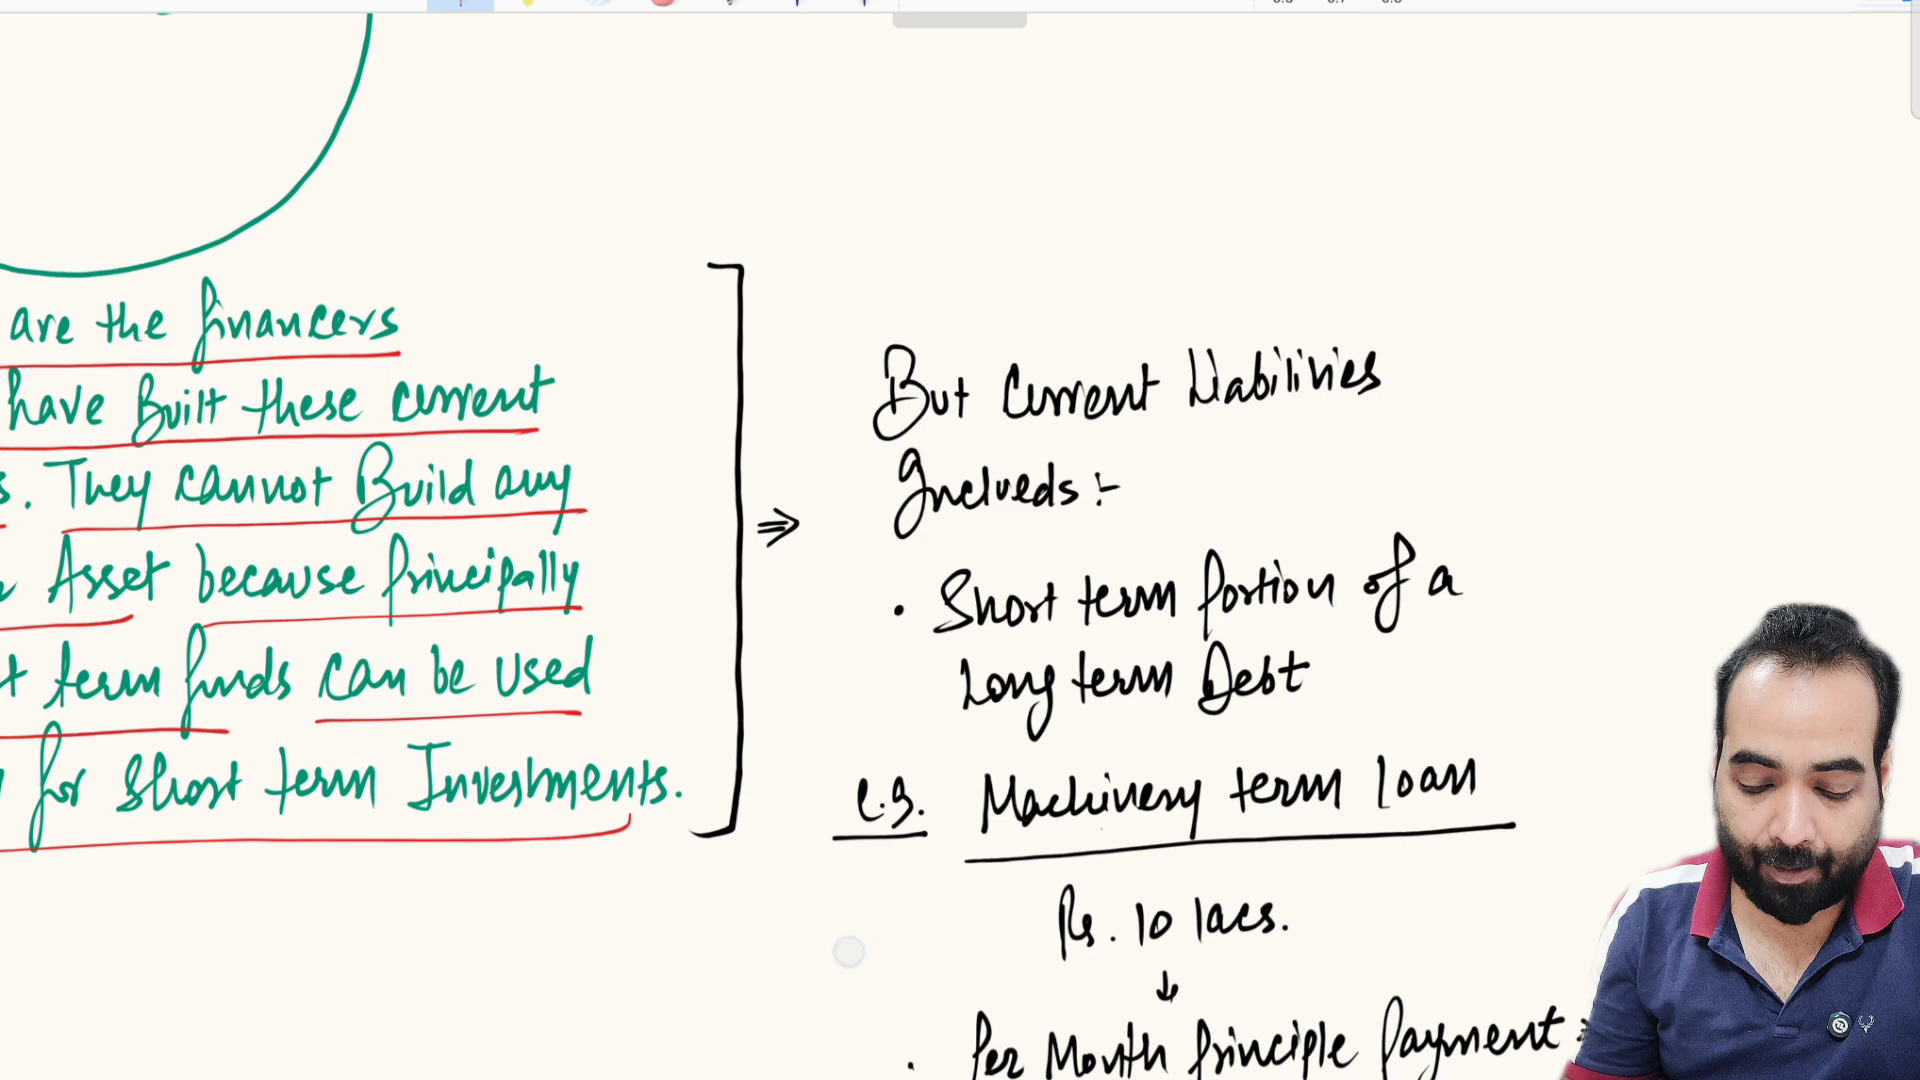 are the financers
have Built these current
s. They cannot Build any
Asset because principally
t term funds can be used
for Short term Investments.
But Current Liabilities
Inclueds :-
• Short term Portion of a
Long term Debt
e.g. Machinery term loan
Rs. 10 lacs.
• Per Month Principle Payment